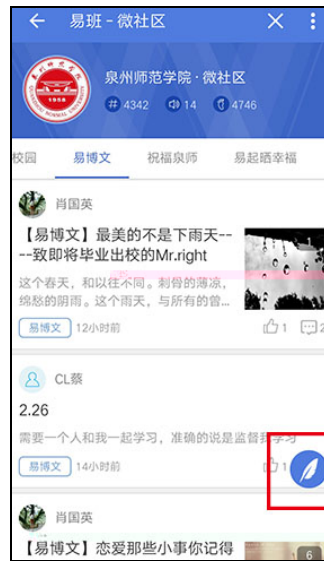 易班 - 微社区
泉州师范学院 · 微社区
# 4342 14 4746
校园 易博文 祝福泉师 易起晒幸福
1958
肖国英
【易博文】最美的不是下雨天--
--致即将毕业出校的Mr.right
这个春天，和以往不同。刺骨的薄凉，
绵愁的阴雨。这个雨天，与所有的曾...
易博文 12小时前 1 2
CL蔡
2.26
需要一个人和我一起学习，准确的说是监督我学习
易博文 14小时前 1
肖国英
【易博文】恋爱那些小事你记得
6